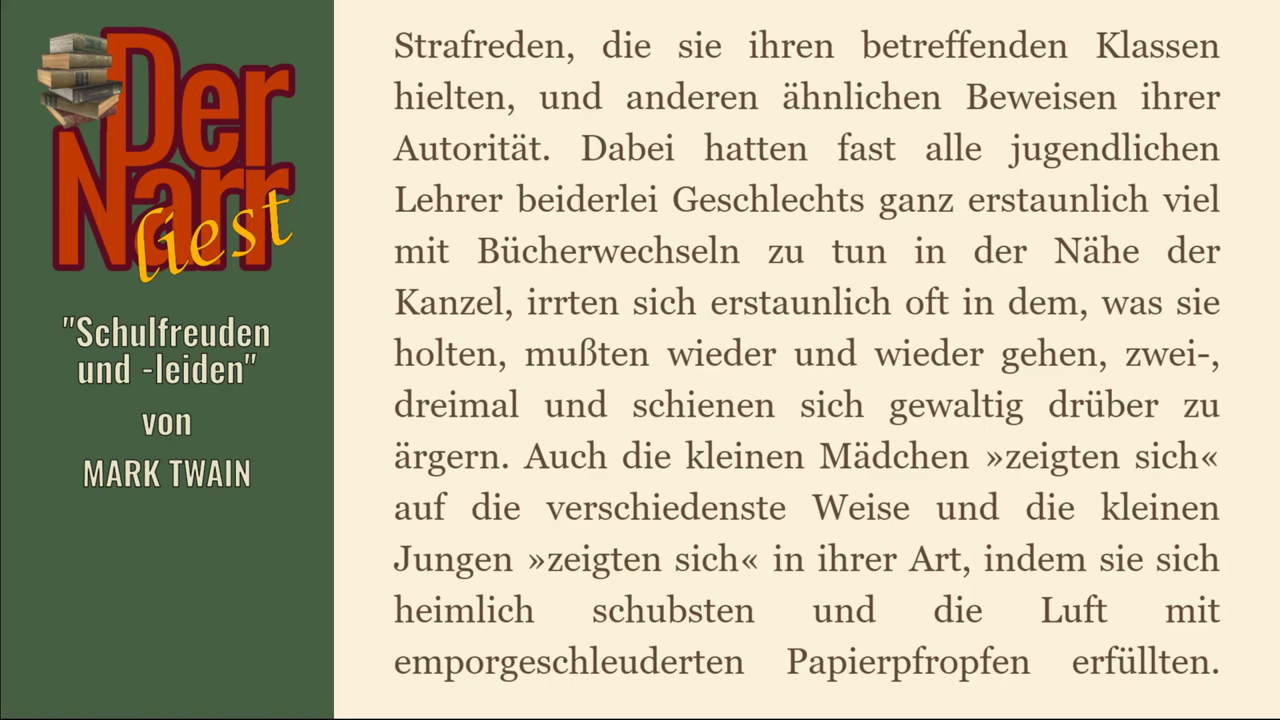 Der
Narr
liest
"Schulfreuden
und -leiden"
von
MARK TWAIN
Strafreden, die sie ihren betreffenden Klassen
hielten, und anderen ähnlichen Beweisen ihrer
Autorität. Dabei hatten fast alle jugendlichen
Lehrer beiderlei Geschlechts ganz erstaunlich viel
mit Bücherwechseln zu tun in der Nähe der
Kanzel, irrten sich erstaunlich oft in dem, was sie
holten, mußten wieder und wieder gehen, zwei-,
dreimal und schienen sich gewaltig drüber zu
ärgern. Auch die kleinen Mädchen »zeigten sich«
auf die verschiedenste Weise und die kleinen
Jungen »zeigten sich« in ihrer Art, indem sie sich
heimlich schubsten und die Luft mit
emporgeschleuderten Papierpfropfen erfüllten.